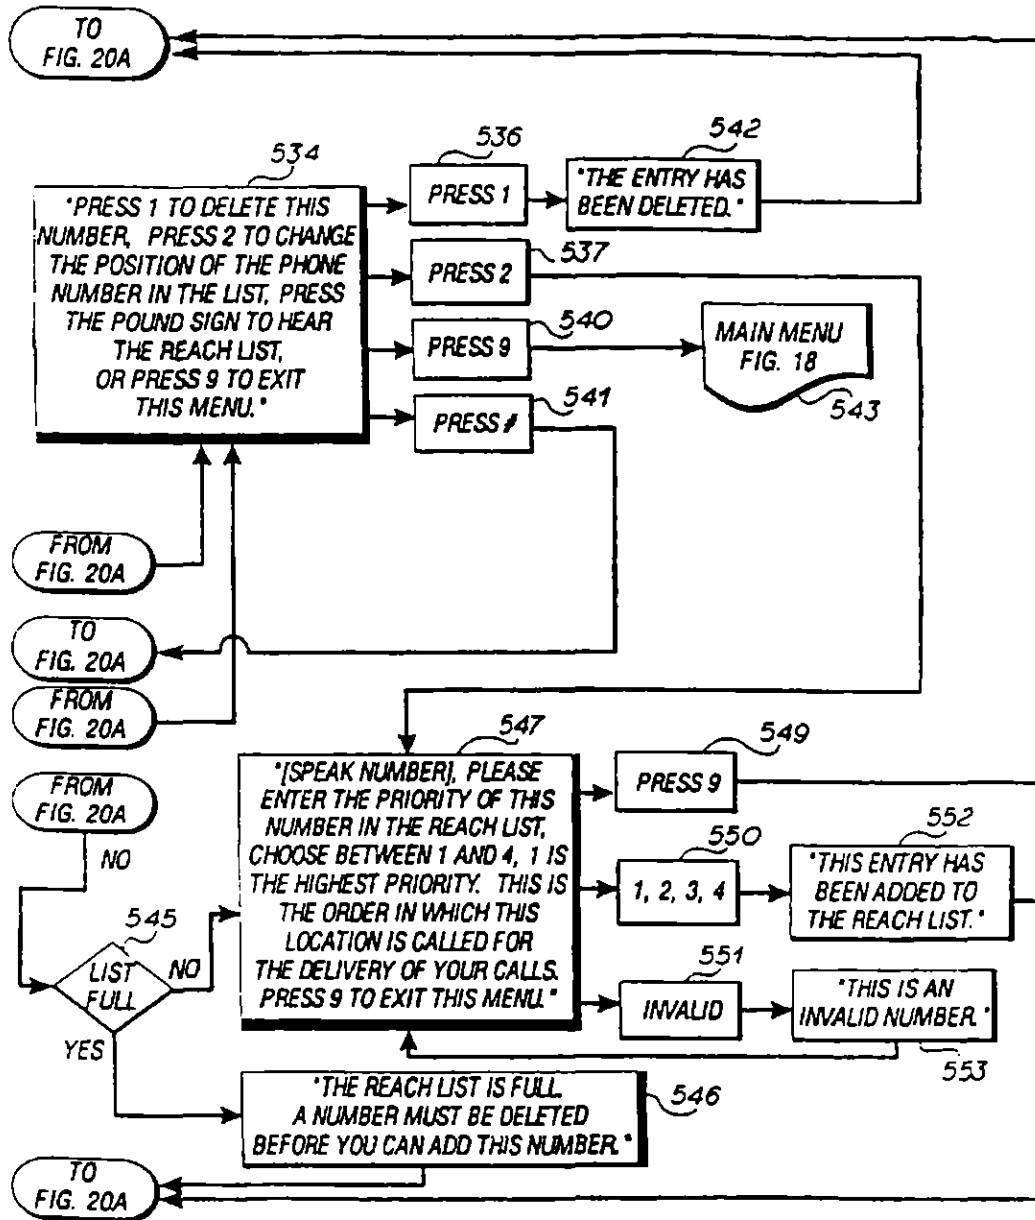 TO
FIG. 20A
534
"PRESS 1 TO DELETE THIS
NUMBER, PRESS 2 TO CHANGE
THE POSITION OF THE PHONE
NUMBER IN THE LIST, PRESS
THE POUND SIGN TO HEAR
THE REACH LIST,
OR PRESS 9 TO EXIT
THIS MENU."
536
PRESS 1
542
"THE ENTRY HAS
BEEN DELETED."
537
PRESS 2
540
PRESS 9
MAIN MENU
FIG. 18
543
541
PRESS #
FROM
FIG. 20A
TO
FIG. 20A
FROM
FIG. 20A
FROM
FIG. 20A
NO
545
LIST
FULL
NO
YES
547
"[SPEAK NUMBER], PLEASE
ENTER THE PRIORITY OF THIS
NUMBER IN THE REACH LIST,
CHOOSE BETWEEN 1 AND 4, 1 IS
THE HIGHEST PRIORITY. THIS IS
THE ORDER IN WHICH THIS
LOCATION IS CALLED FOR
THE DELIVERY OF YOUR CALLS.
PRESS 9 TO EXIT THIS MENU."
549
PRESS 9
550
1, 2, 3, 4
552
"THIS ENTRY HAS
BEEN ADDED TO
THE REACH LIST."
551
INVALID
"THIS IS AN
INVALID NUMBER."
553
"THE REACH LIST IS FULL.
A NUMBER MUST BE DELETED
BEFORE YOU CAN ADD THIS NUMBER."
546
TO
FIG. 20A